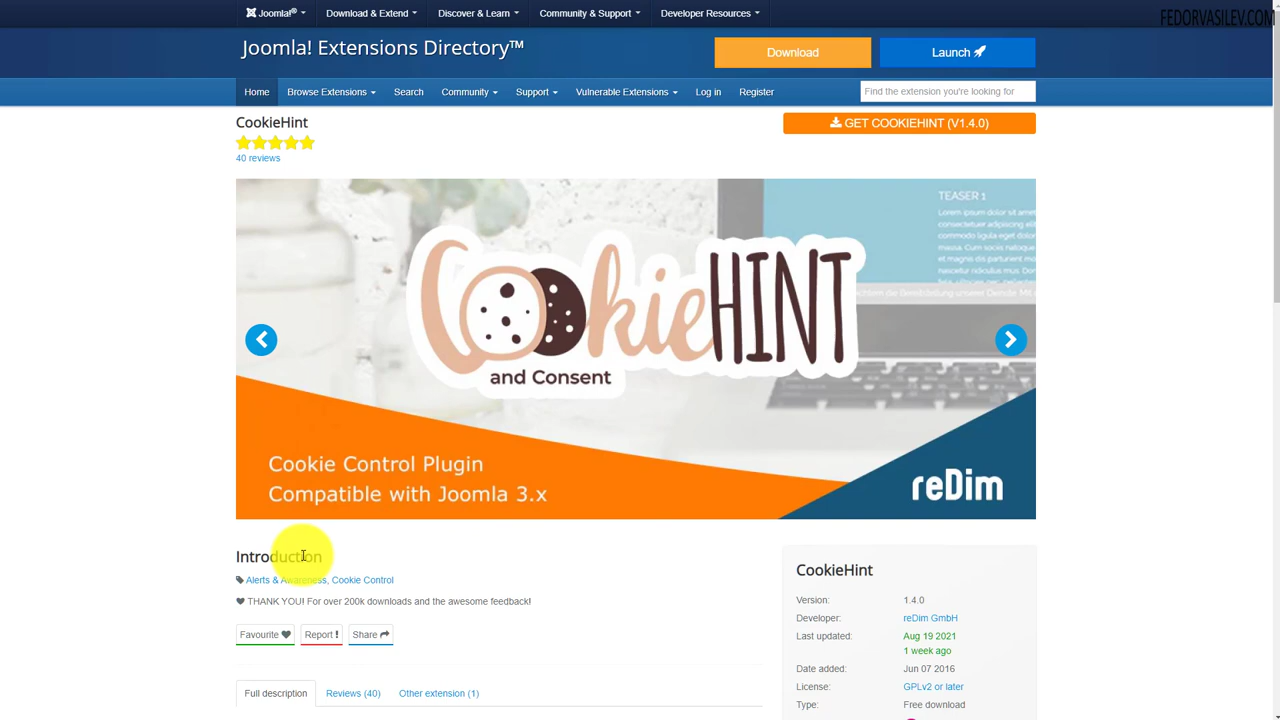 FEDORVASILEV.COM
Joomla!® Download & Extend Discover & Learn Community & Support Developer Resources
Joomla! Extensions Directory™
Download Launch
Home Browse Extensions Search Community Support Vulnerable Extensions Log in Register Find the extension you're looking for
CookieHint
GET COOKIEHINT (V1.4.0)
40 reviews
TEASER 1
Lorem ipsum dolor sit amet
CookieHINT
and Consent
Cookie Control Plugin
Compatible with Joomla 3.x
reDim
Introduction
Alerts & Awareness, Cookie Control
THANK YOU! For over 200k downloads and the awesome feedback!
Favourite Report Share
Full description Reviews (40) Other extension (1)
CookieHint
Version: 1.4.0
Developer: reDim GmbH
Last updated: Aug 19 2021
1 week ago
Date added: Jun 07 2016
License: GPLv2 or later
Type: Free download